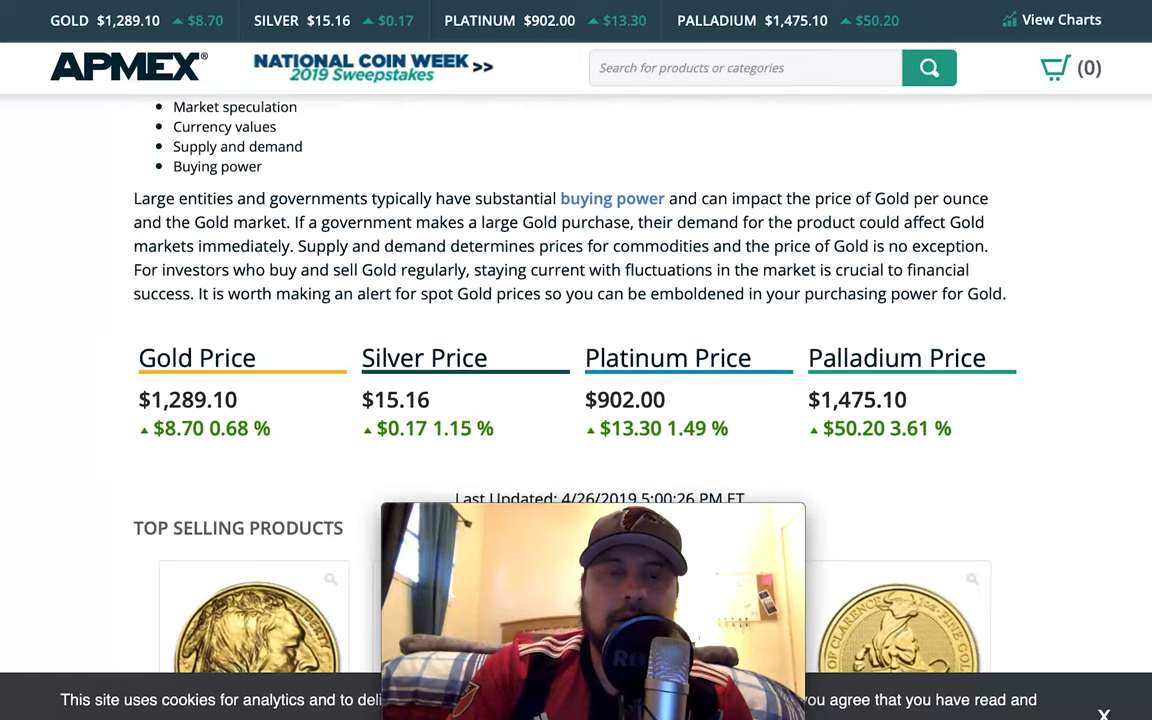 GOLD $1,289.10 ▲ $8.70 SILVER $15.16 ▲ $0.17 PLATINUM $902.00 ▲ $13.30 PALLADIUM $1,475.10 ▲ $50.20 View Charts
APMEX®
NATIONAL COIN WEEK
2019 Sweepstakes >>
Search for products or categories
(0)
• Market speculation
• Currency values
• Supply and demand
• Buying power
Large entities and governments typically have substantial buying power and can impact the price of Gold per ounce
and the Gold market. If a government makes a large Gold purchase, their demand for the product could affect Gold
markets immediately. Supply and demand determines prices for commodities and the price of Gold is no exception.
For investors who buy and sell Gold regularly, staying current with fluctuations in the market is crucial to financial
success. It is worth making an alert for spot Gold prices so you can be emboldened in your purchasing power for Gold.
Gold Price Silver Price Platinum Price Palladium Price
$1,289.10 $15.16 $902.00 $1,475.10
▲ $8.70 0.68 % ▲ $0.17 1.15 % ▲ $13.30 1.49 % ▲ $50.20 3.61 %
Last Updated: 4/26/2019 5:00:26 PM ET
TOP SELLING PRODUCTS
LIBERTY
OF CLARENCE 1 oz FINE GOLD
This site uses cookies for analytics and to deli
you agree that you have read and
X